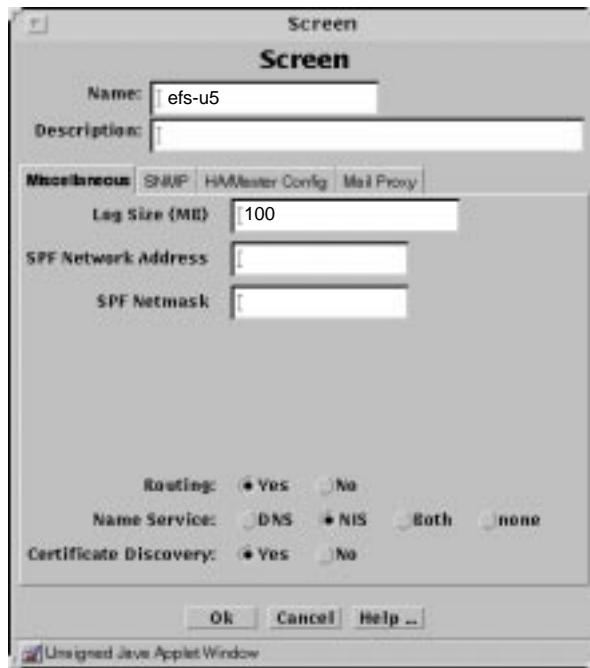 Screen
Screen
Name: efs-u5
Description:
Miscellaneous SNMP HA/Master Config Mail Proxy
Log Size (MB) 100
SPF Network Address
SPF Netmask
Routing: Yes No
Name Service: DNS NIS Both none
Certificate Discovery: Yes No
Ok Cancel Help ...
Unsigned Java Applet Window